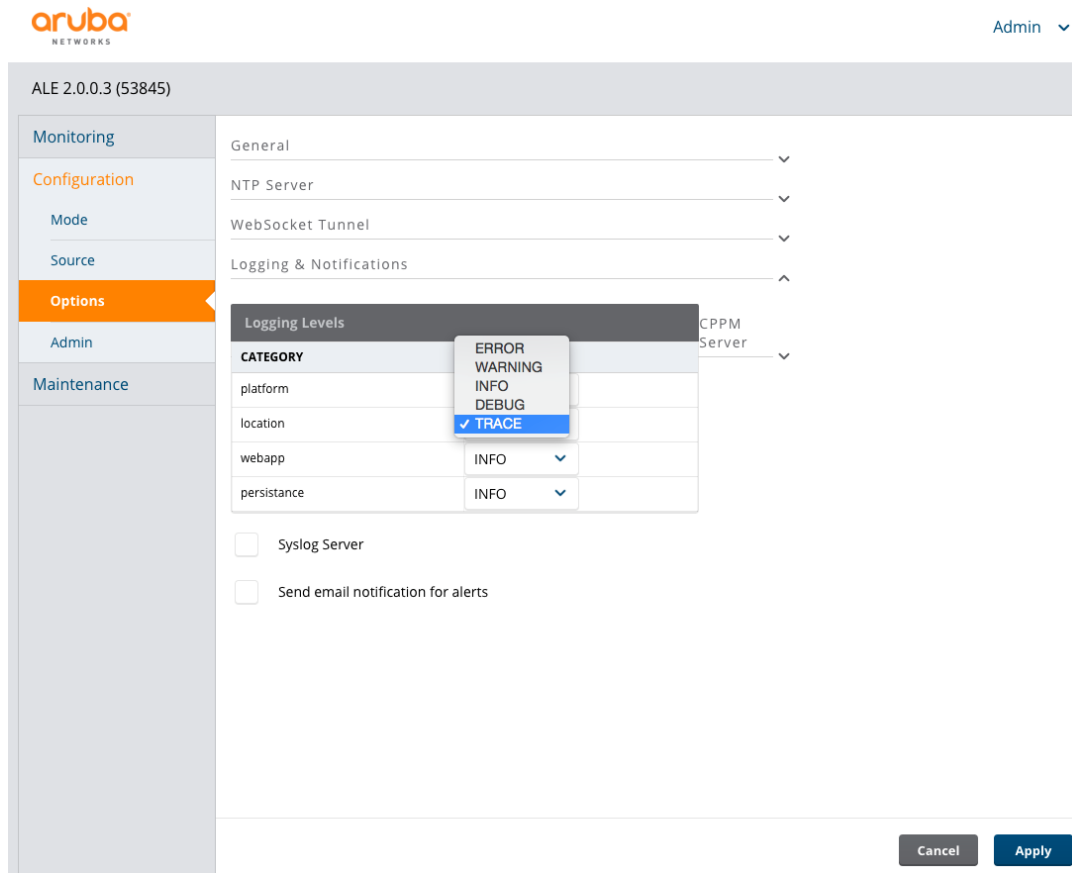 aruba
NETWORKS
Admin
ALE 2.0.0.3 (53845)
Monitoring
Configuration
Mode
Source
Options
Admin
Maintenance
General
NTP Server
WebSocket Tunnel
Logging & Notifications
Logging Levels
CATEGORY
platform
location
webapp INFO
persistance INFO
ERROR
WARNING
INFO
DEBUG
✓ TRACE
CPPM
Server
Syslog Server
Send email notification for alerts
Cancel Apply